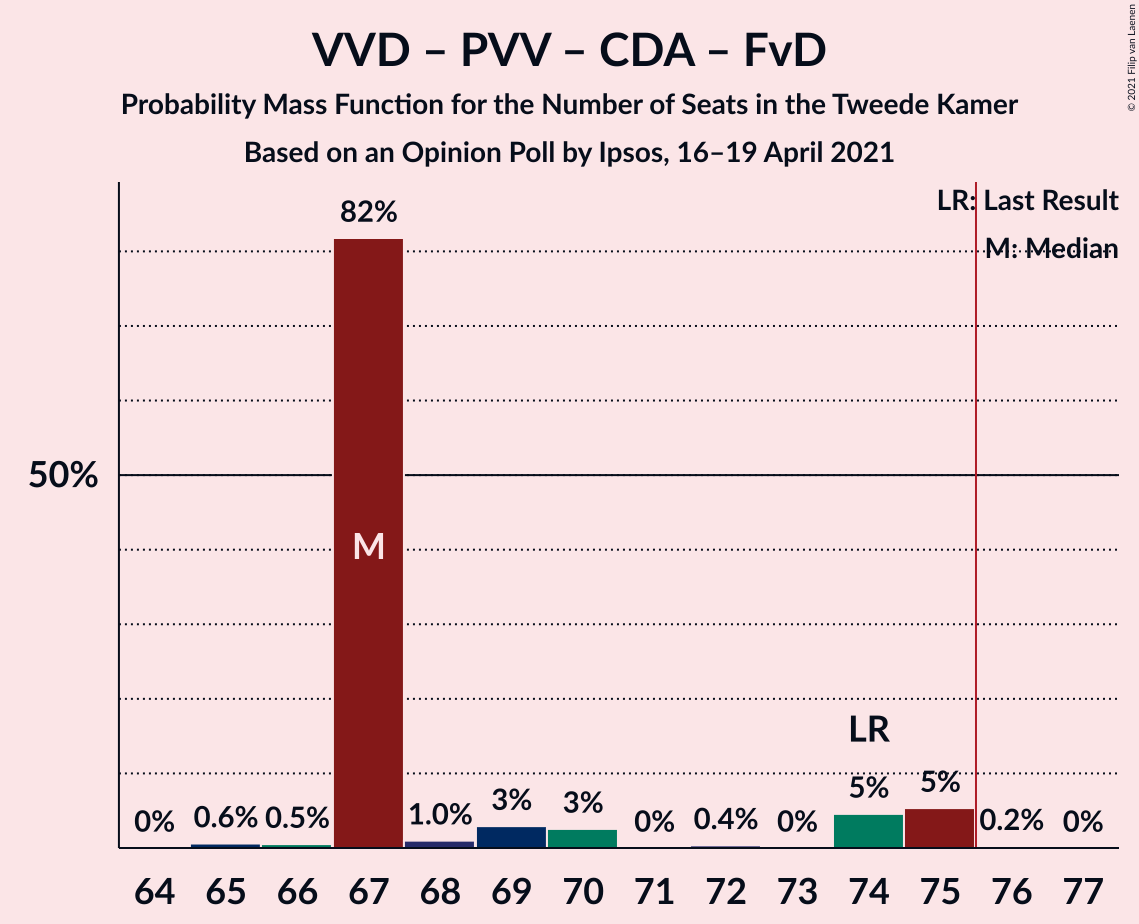 VVD – PVV – CDA – FvD
Probability Mass Function for the Number of Seats in the Tweede Kamer
Based on an Opinion Poll by Ipsos, 16–19 April 2021
© 2021 Filip van Laenen
LR: Last Result
M: Median
50%
82%
M
LR
0% 0.6% 0.5% 1.0% 3% 3% 0% 0.4% 0% 5% 5% 0.2% 0%
64 65 66 67 68 69 70 71 72 73 74 75 76 77